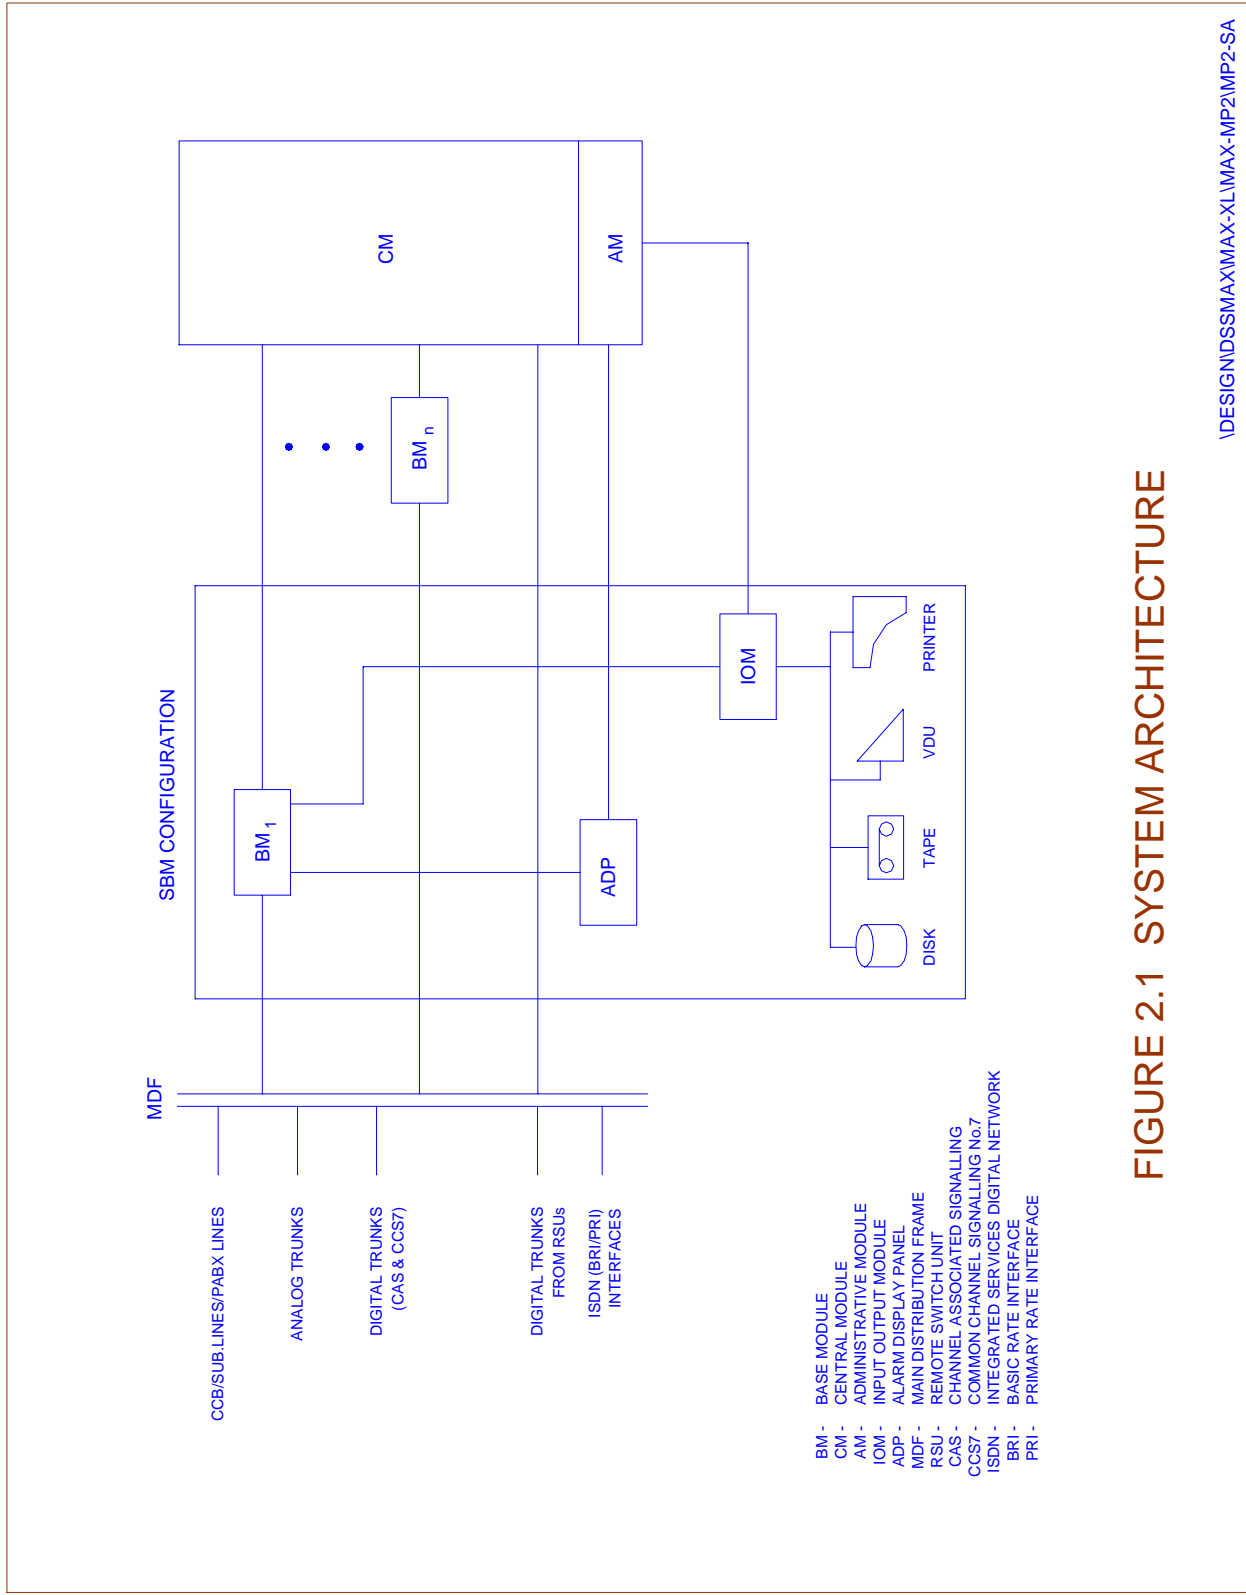 MDF
SBM CONFIGURATION
CCB/SUB.LINES/PABX LINES
ANALOG TRUNKS
DIGITAL TRUNKS
(CAS & CCS7)
DIGITAL TRUNKS
FROM RSUs
ISDN (BRI/PRI)
INTERFACES
BM 1
BM n
CM
AM
ADP
IOM
DISK
TAPE
VDU
PRINTER
BM - BASE MODULE
CM - CENTRAL MODULE
AM - ADMINISTRATIVE MODULE
IOM - INPUT OUTPUT MODULE
ADP - ALARM DISPLAY PANEL
MDF - MAIN DISTRIBUTION FRAME
RSU - REMOTE SWITCH UNIT
CAS - CHANNEL ASSOCIATED SIGNALLING
CCS7 - COMMON CHANNEL SIGNALLING No.7
ISDN - INTEGRATED SERVICES DIGITAL NETWORK
BRI - BASIC RATE INTERFACE
PRI - PRIMARY RATE INTERFACE
FIGURE 2.1 SYSTEM ARCHITECTURE
\DESIGN\DSSMAX\MAX-XL\MAX-MP2\MP2-SA